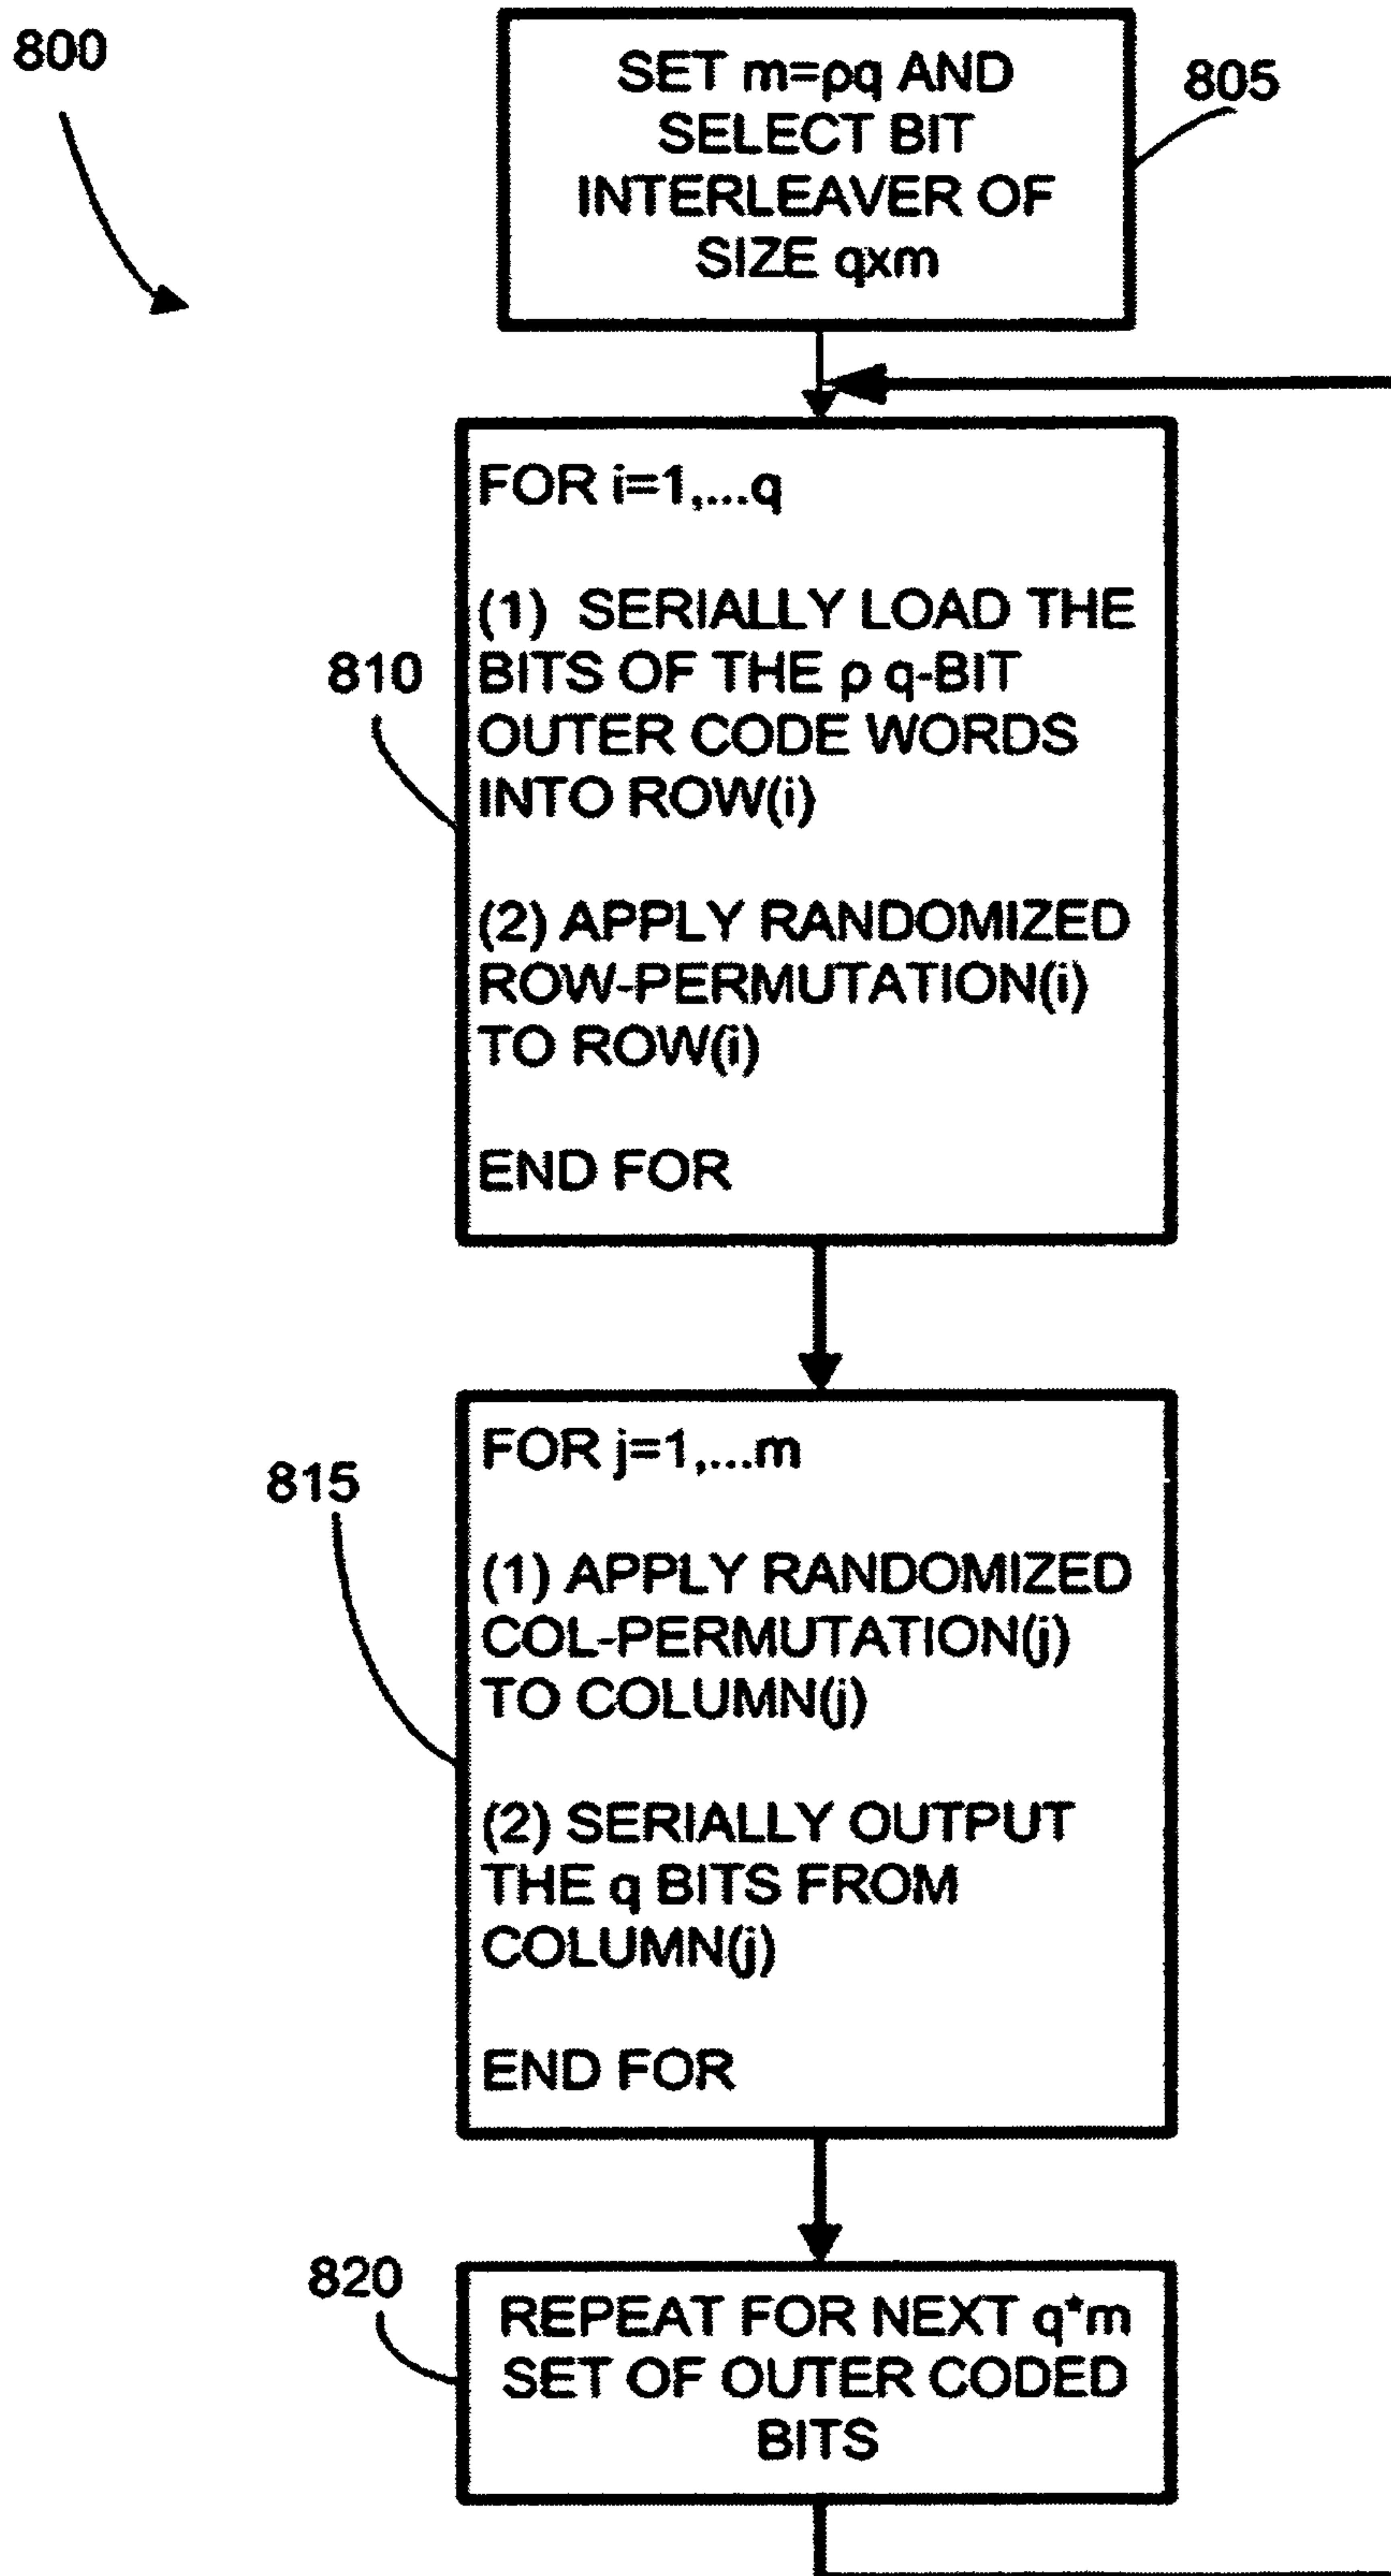 800
SET m=ρq AND
SELECT BIT
INTERLEAVER OF
SIZE qxm
805
FOR i=1,...q
(1) SERIALLY LOAD THE
BITS OF THE ρ q-BIT
OUTER CODE WORDS
INTO ROW(i)
(2) APPLY RANDOMIZED
ROW-PERMUTATION(i)
TO ROW(i)
END FOR
810
FOR j=1,...m
(1) APPLY RANDOMIZED
COL-PERMUTATION(j)
TO COLUMN(j)
(2) SERIALLY OUTPUT
THE q BITS FROM
COLUMN(j)
END FOR
815
820
REPEAT FOR NEXT q*m
SET OF OUTER CODED
BITS